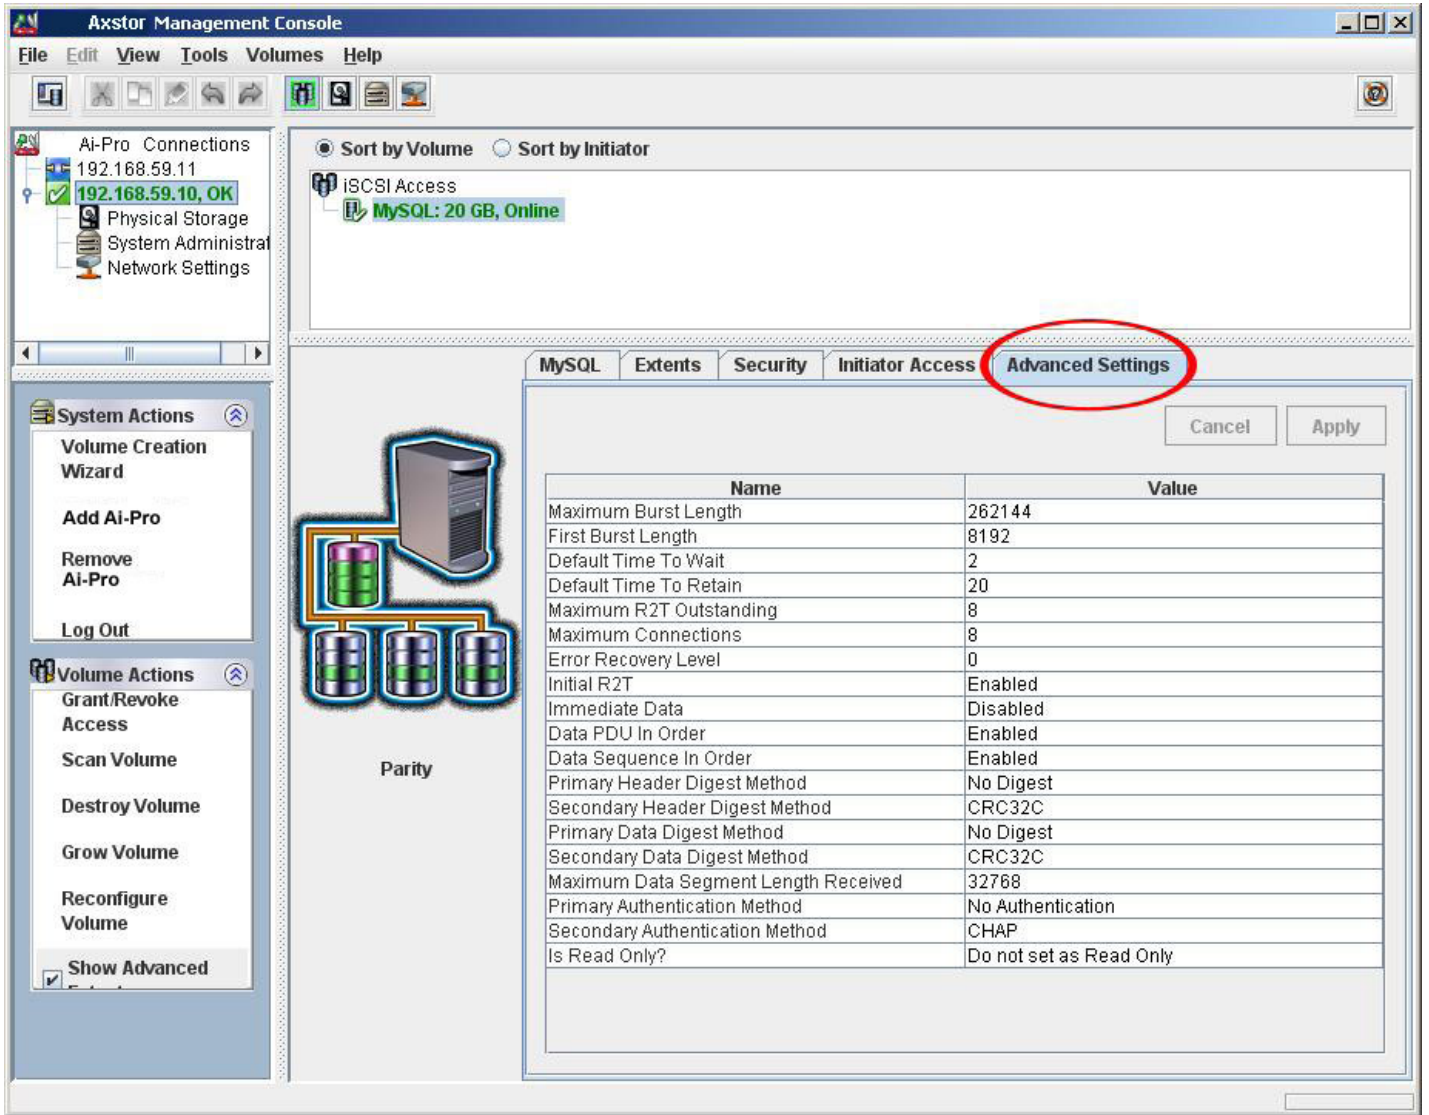 Axstor Management Console
File Edit View Tools Volumes Help
Ai-Pro Connections
192.168.59.11
192.168.59.10, OK
Physical Storage
System Administrat
Network Settings
Sort by Volume Sort by Initiator
iSCSI Access
MySQL: 20 GB, Online
System Actions
Volume Creation
Wizard
Add Ai-Pro
Remove
Ai-Pro
Log Out
Volume Actions
Grant/Revoke
Access
Scan Volume
Destroy Volume
Grow Volume
Reconfigure
Volume
Show Advanced
Parity
MySQL Extents Security Initiator Access Advanced Settings
Cancel Apply
Name Value
Maximum Burst Length 262144
First Burst Length 8192
Default Time To Wait 2
Default Time To Retain 20
Maximum R2T Outstanding 8
Maximum Connections 8
Error Recovery Level 0
Initial R2T Enabled
Immediate Data Disabled
Data PDU In Order Enabled
Data Sequence In Order Enabled
Primary Header Digest Method No Digest
Secondary Header Digest Method CRC32C
Primary Data Digest Method No Digest
Secondary Data Digest Method CRC32C
Maximum Data Segment Length Received 32768
Primary Authentication Method No Authentication
Secondary Authentication Method CHAP
Is Read Only? Do not set as Read Only